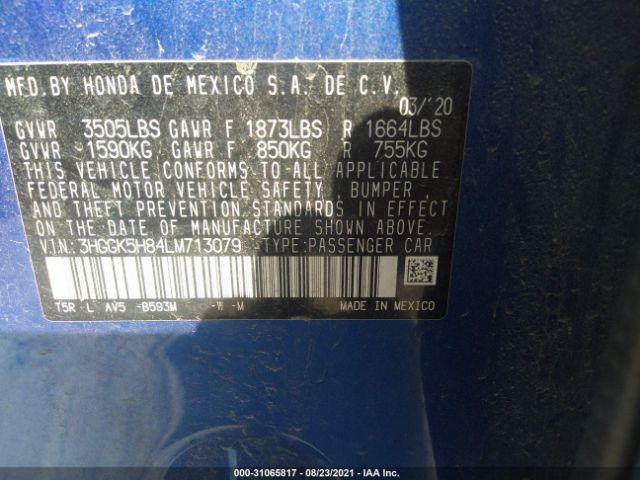 MFD. BY HONDA DE MEXICO S.A. DE C.V.
03/'20
GVWR 3505LBS GAWR F 1873LBS R 1664LBS
GVWR 1590KG GAWR F 850KG R 755KG
THIS VEHICLE CONFORMS TO ALL APPLICABLE
FEDERAL MOTOR VEHICLE SAFETY, BUMPER,
AND THEFT PREVENTION STANDARDS IN
EFFECT ON THE DATE OF MANUFACTURE SHOWN ABOVE.
V.I.N.: 3HGGK5H84LM713079 TYPE:PASSENGER CAR
T5R L AV5 -B593M -W -M MADE IN MEXICO
000-31065817 - 08/23/2021 - IAA Inc.